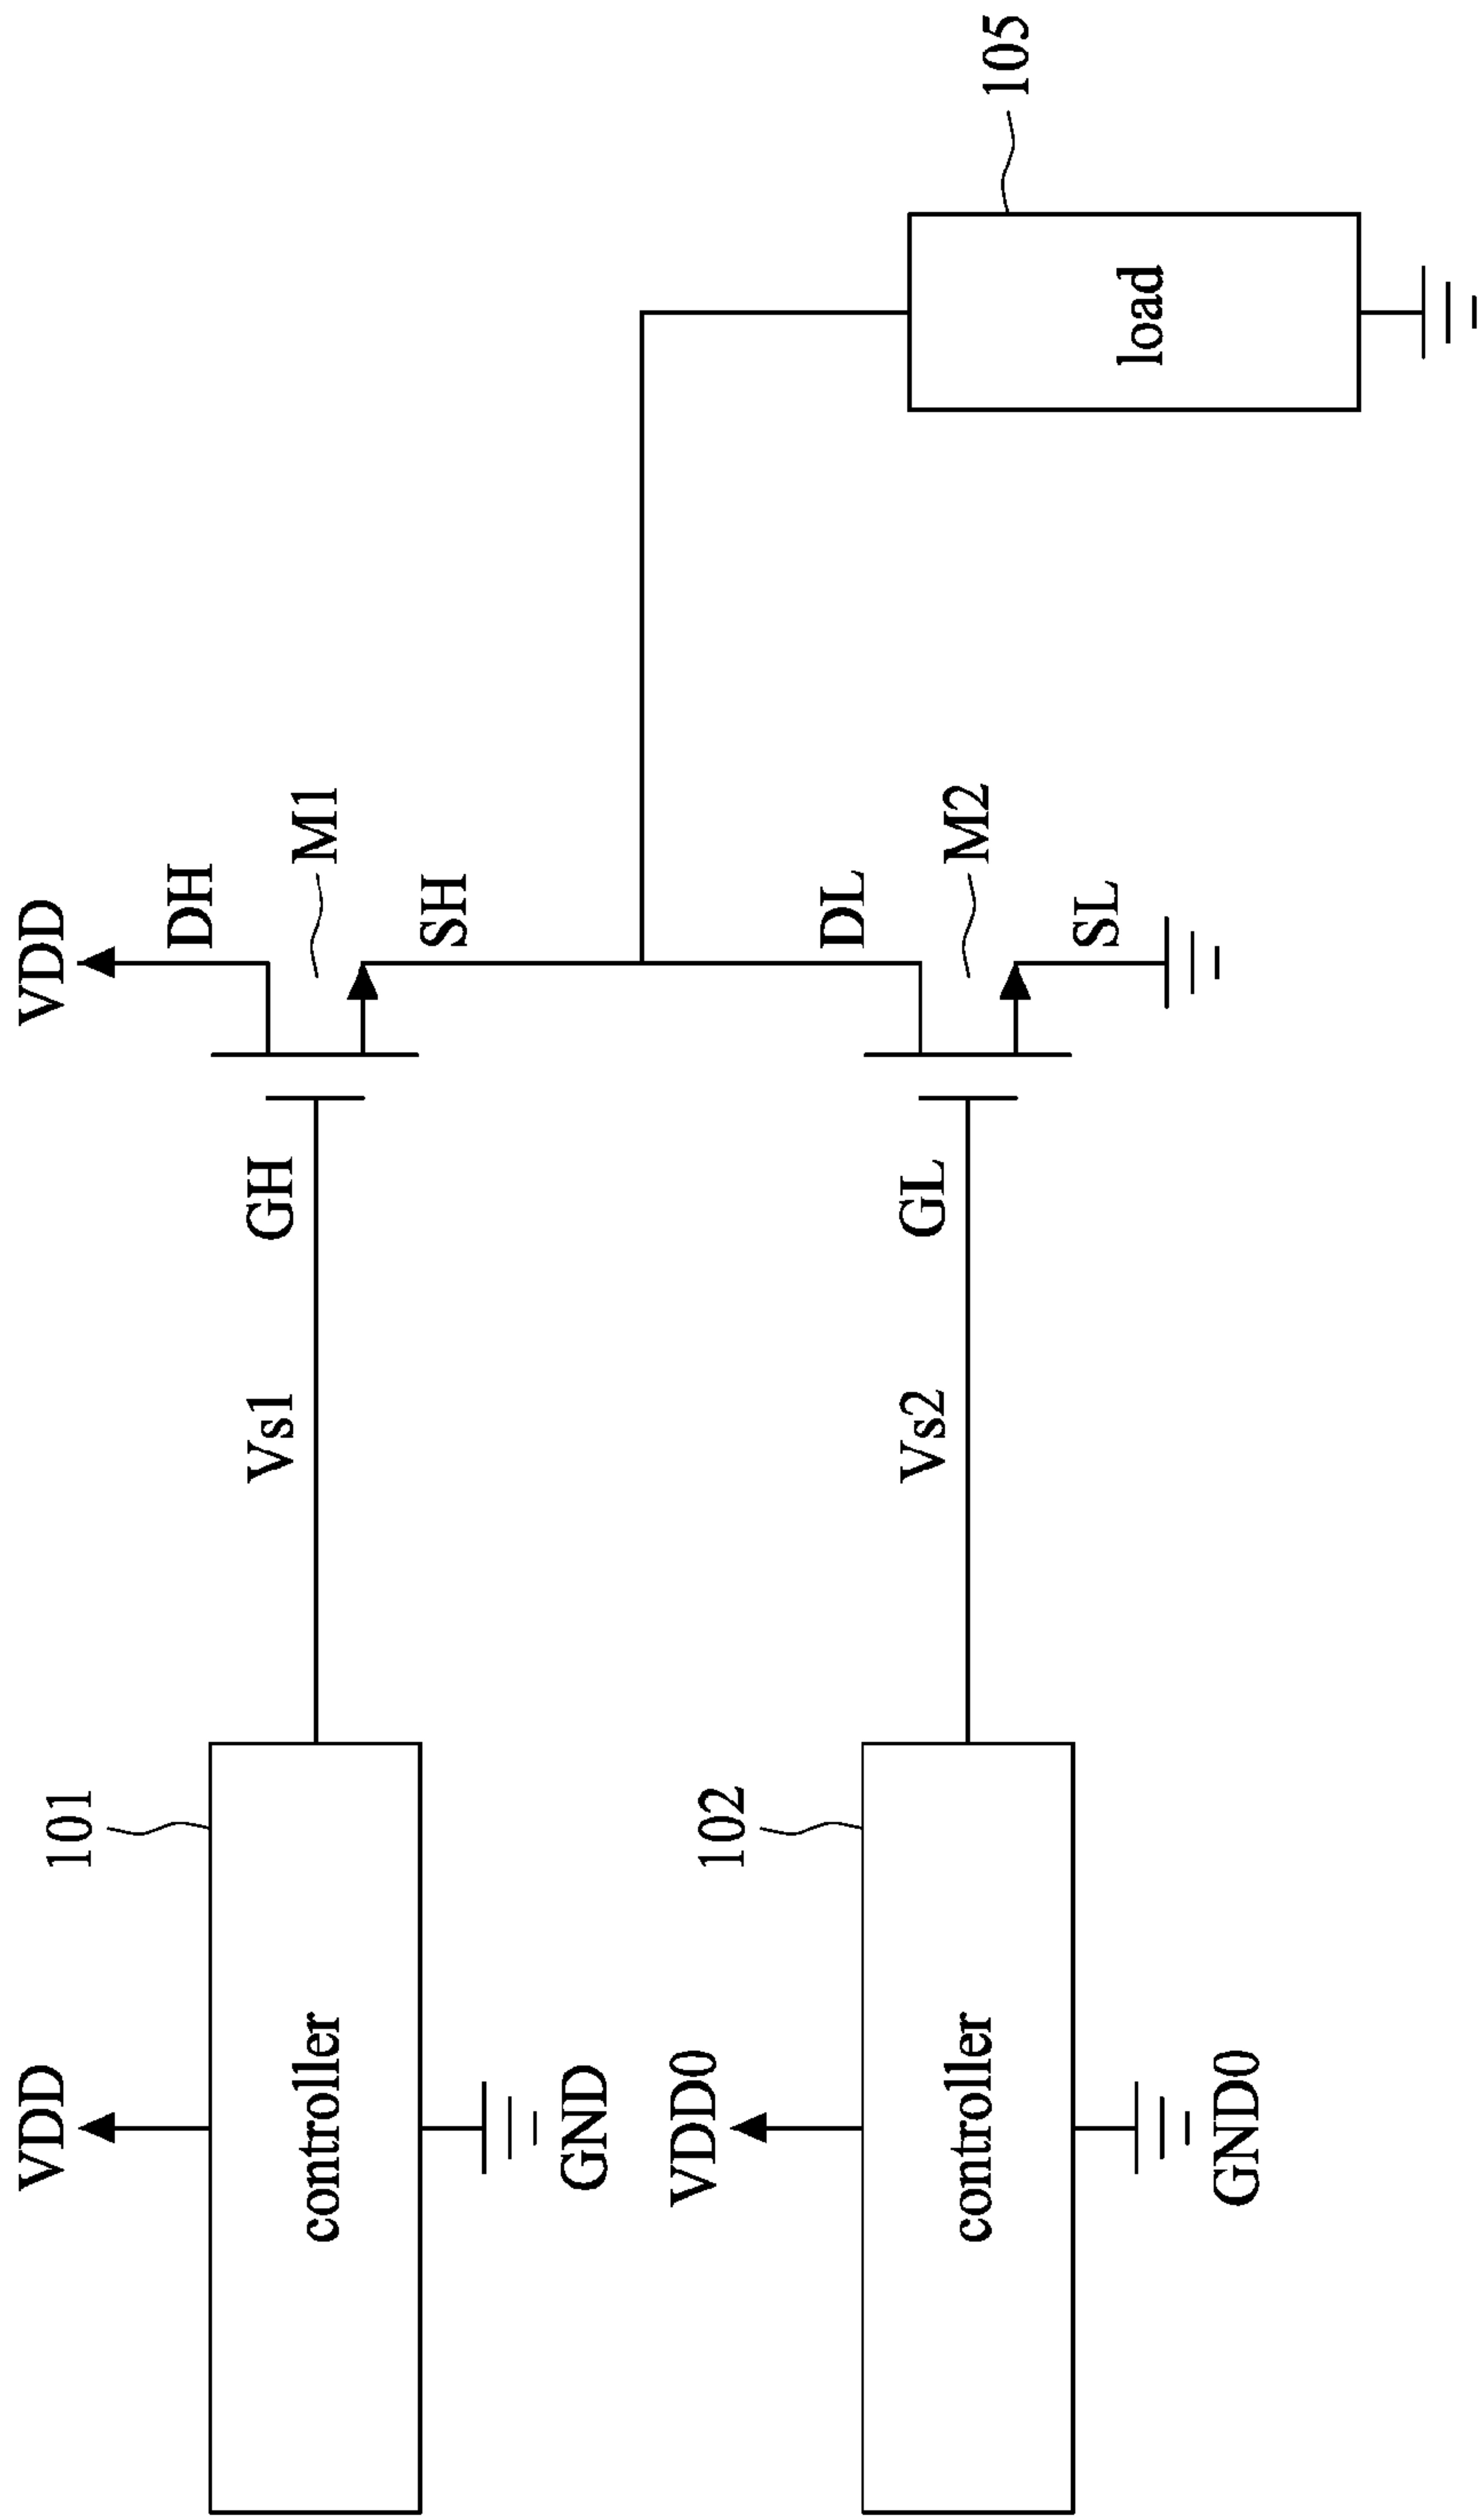 VDD
101
controller
GND
Vs1
GH
VDD
DH
M1
SH
VDD0
102
controller
GND0
Vs2
GL
DL
M2
SL
105
load